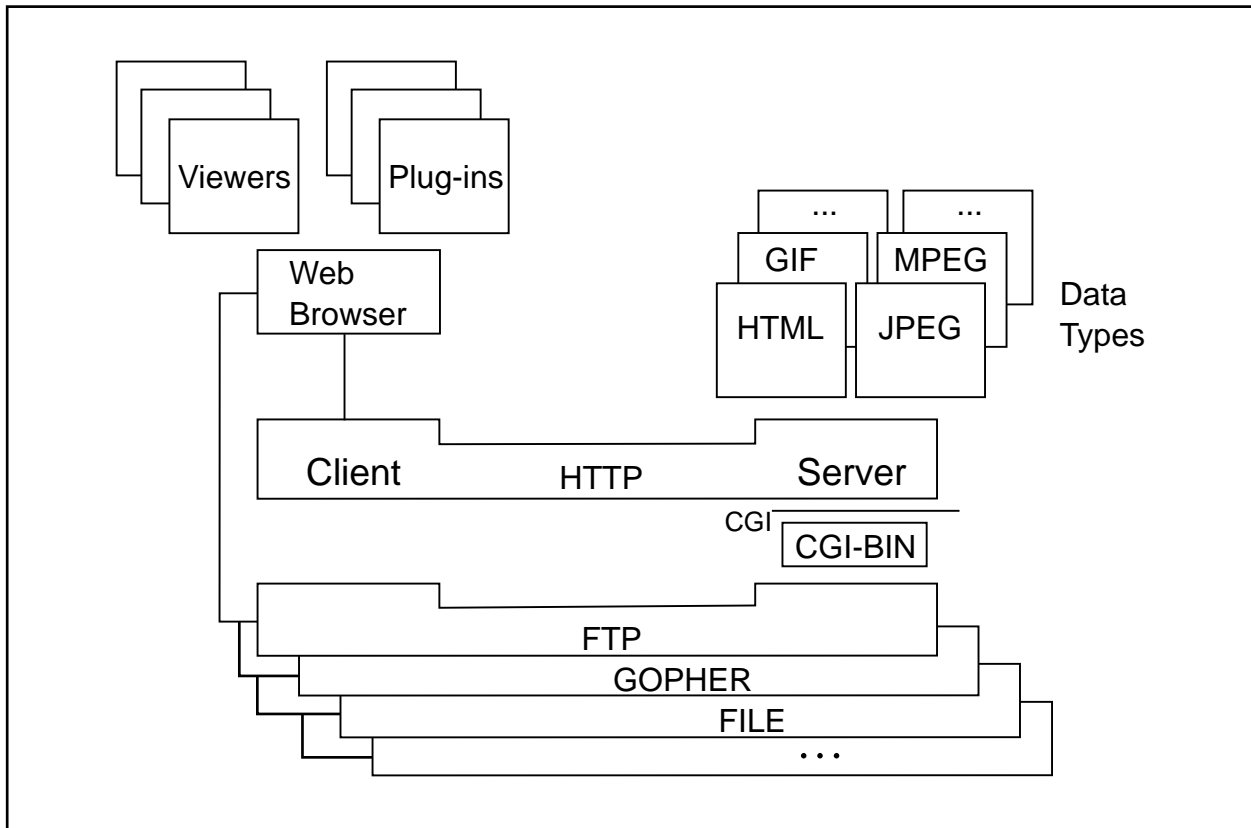 Viewers
Plug-ins
...
...
GIF
MPEG
Web
Browser
HTML
JPEG
Data
Types
Client
HTTP
Server
CGI
CGI-BIN
FTP
GOPHER
FILE
...